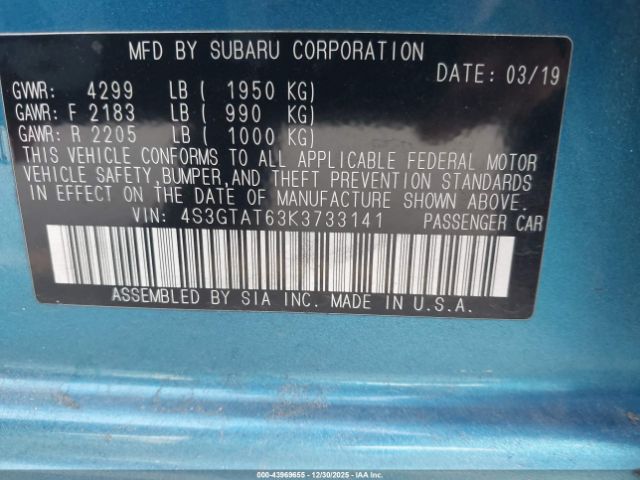 MFD BY SUBARU CORPORATION
DATE: 03/19
GVWR: 4299 LB ( 1950 KG)
GAWR: F 2183 LB ( 990 KG)
GAWR: R 2205 LB ( 1000 KG)
THIS VEHICLE CONFORMS TO ALL APPLICABLE FEDERAL MOTOR
VEHICLE SAFETY,BUMPER,AND THEFT PREVENTION STANDARDS
IN EFFECT ON THE DATE OF MANUFACTURE SHOWN ABOVE.
VIN: 4S3GTAT63K3733141 PASSENGER CAR
ASSEMBLED BY SIA INC. MADE IN U.S.A.
000-43969655 • 12/30/2025 • IAA Inc.